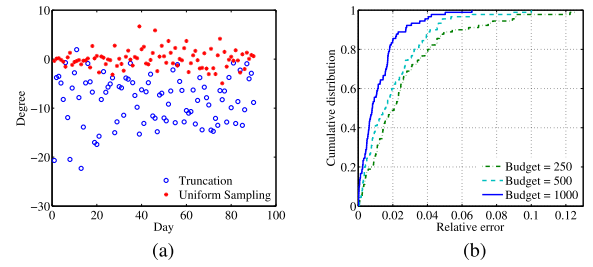 10
0
−10
−20
−30
0 20 40 60 80 100
Degree
Day
Truncation
Uniform Sampling
(a)
1
0.8
0.6
0.4
0.2
0
0 0.02 0.04 0.06 0.08 0.1 0.12
Cumulative distribution
Relative error
Budget = 250
Budget = 500
Budget = 1000
(b)